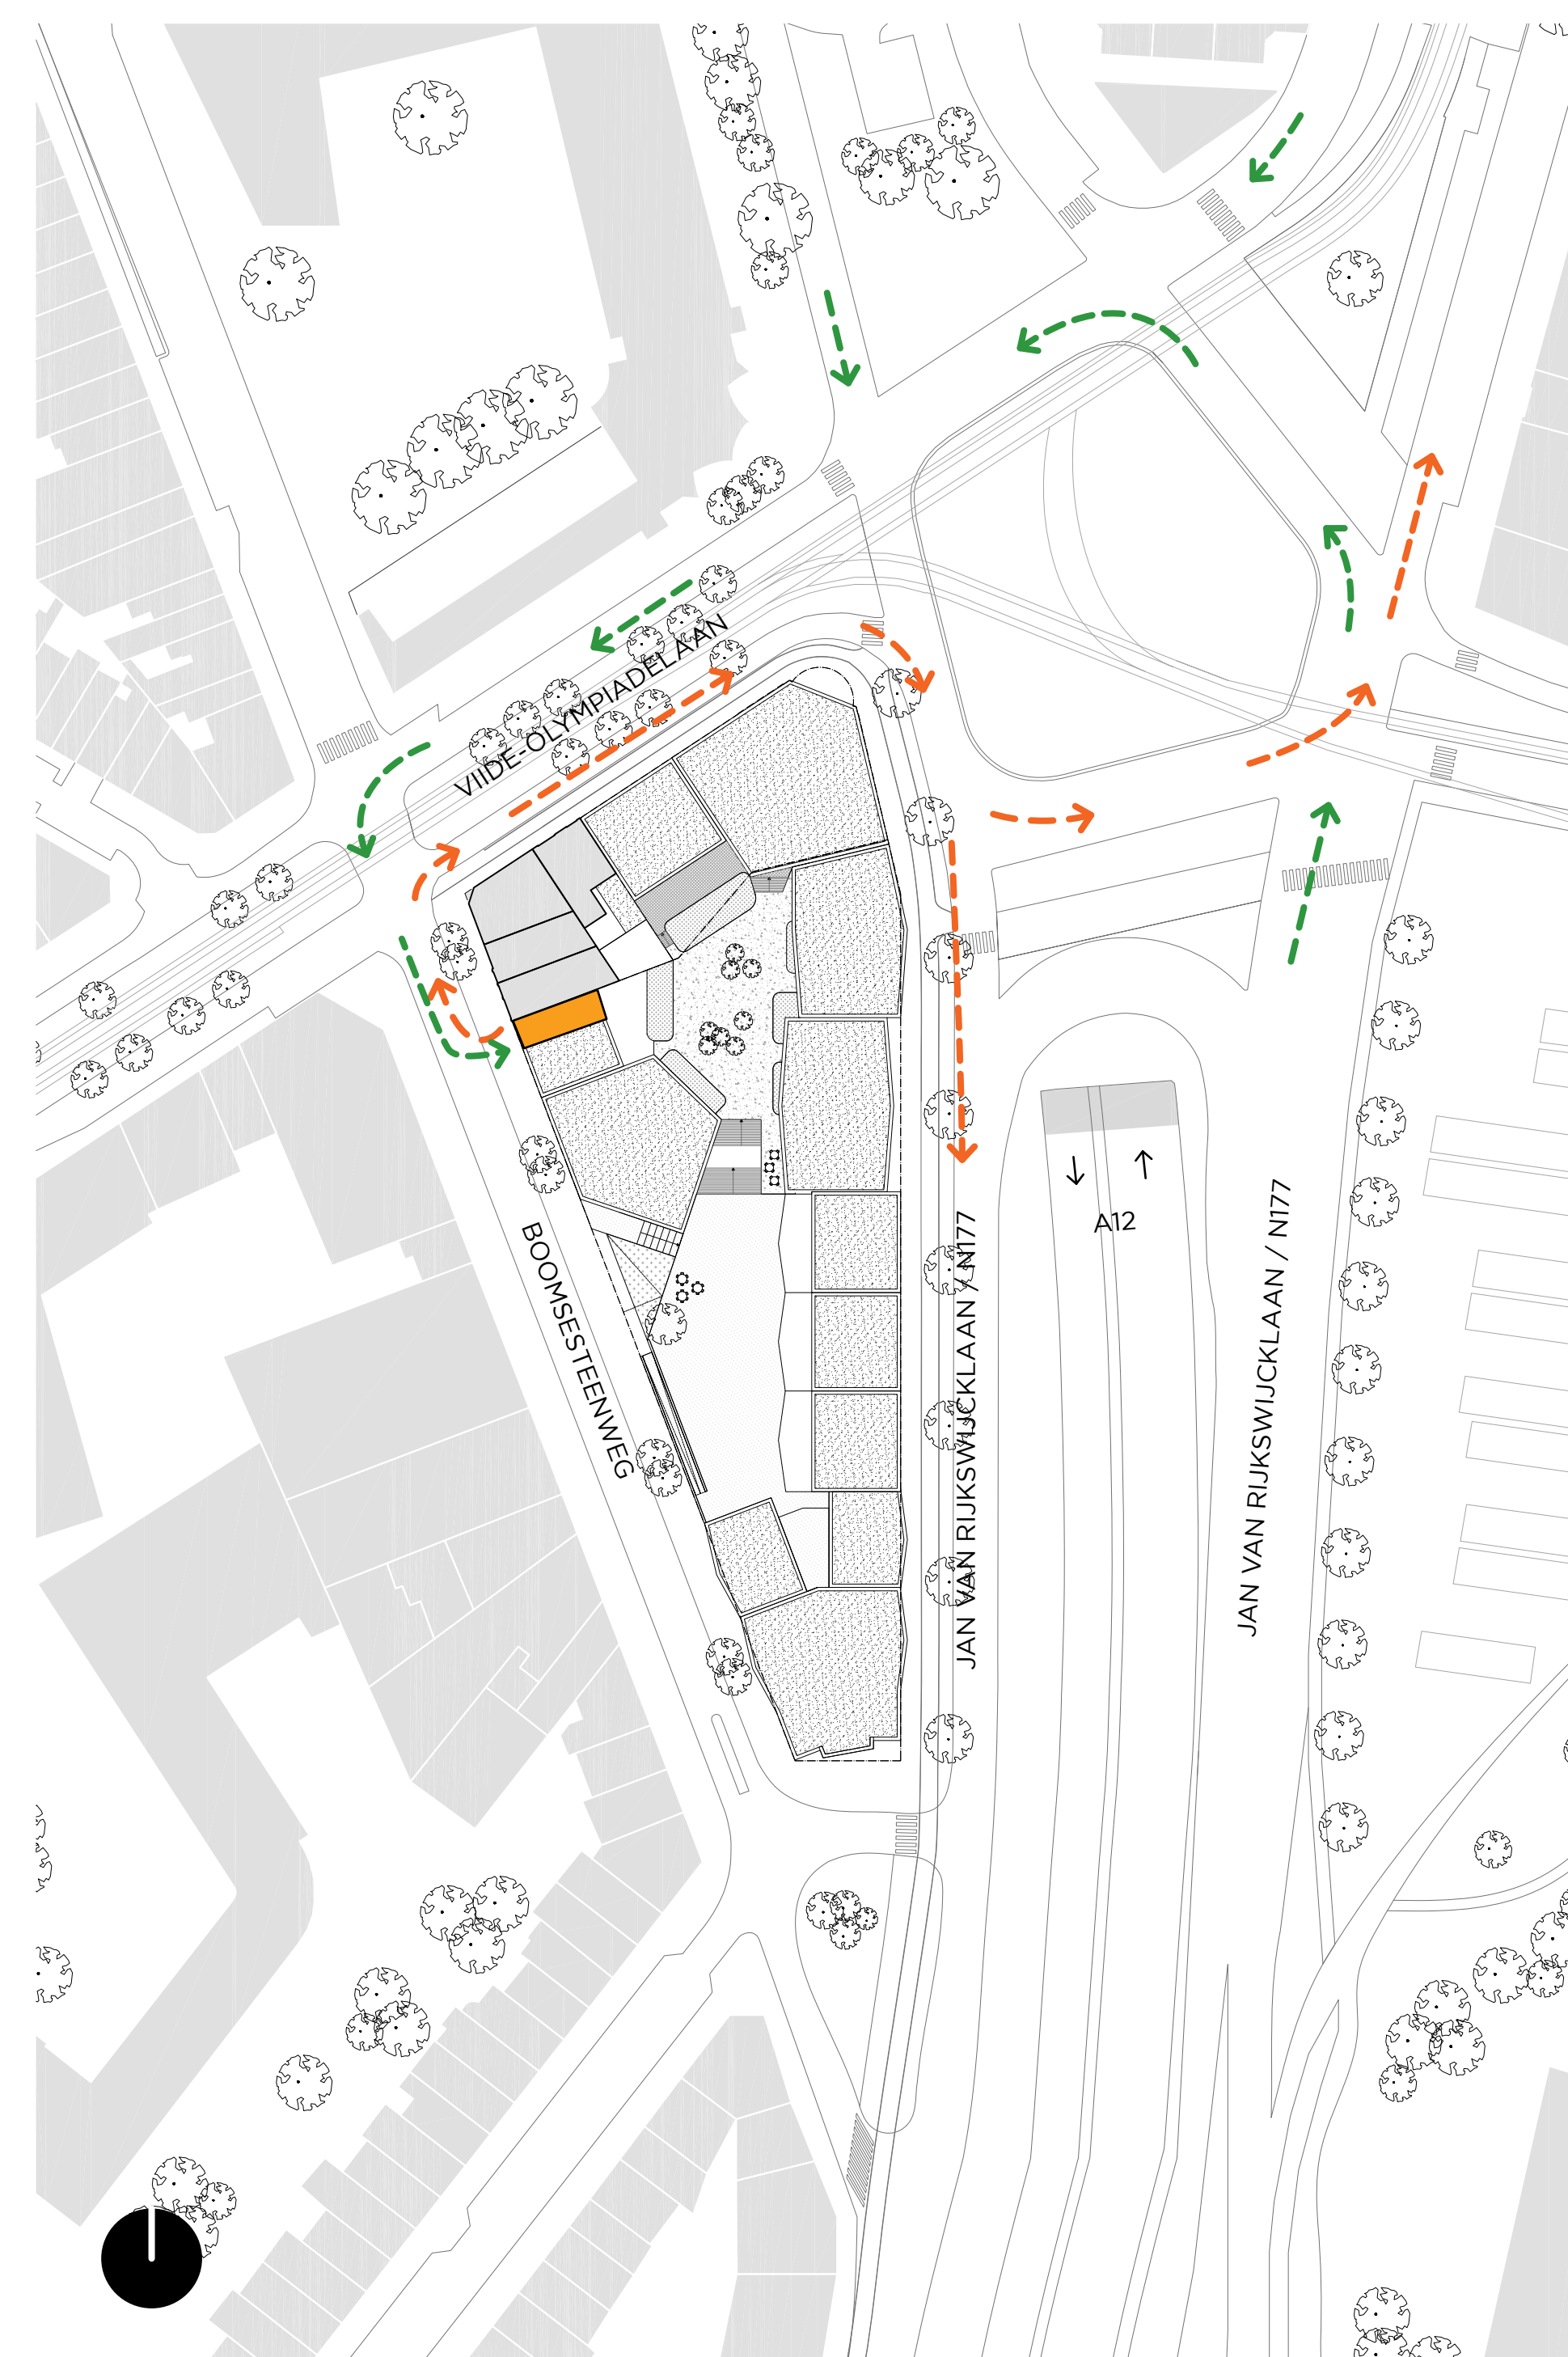 VIIDE-OLYMPIADELAAN
A12
BOOMSESTEENWEG
JAN VAN RIJKSWIJCKLAAN / N177
JAN VAN RIJKSWIJCKLAAN / N177